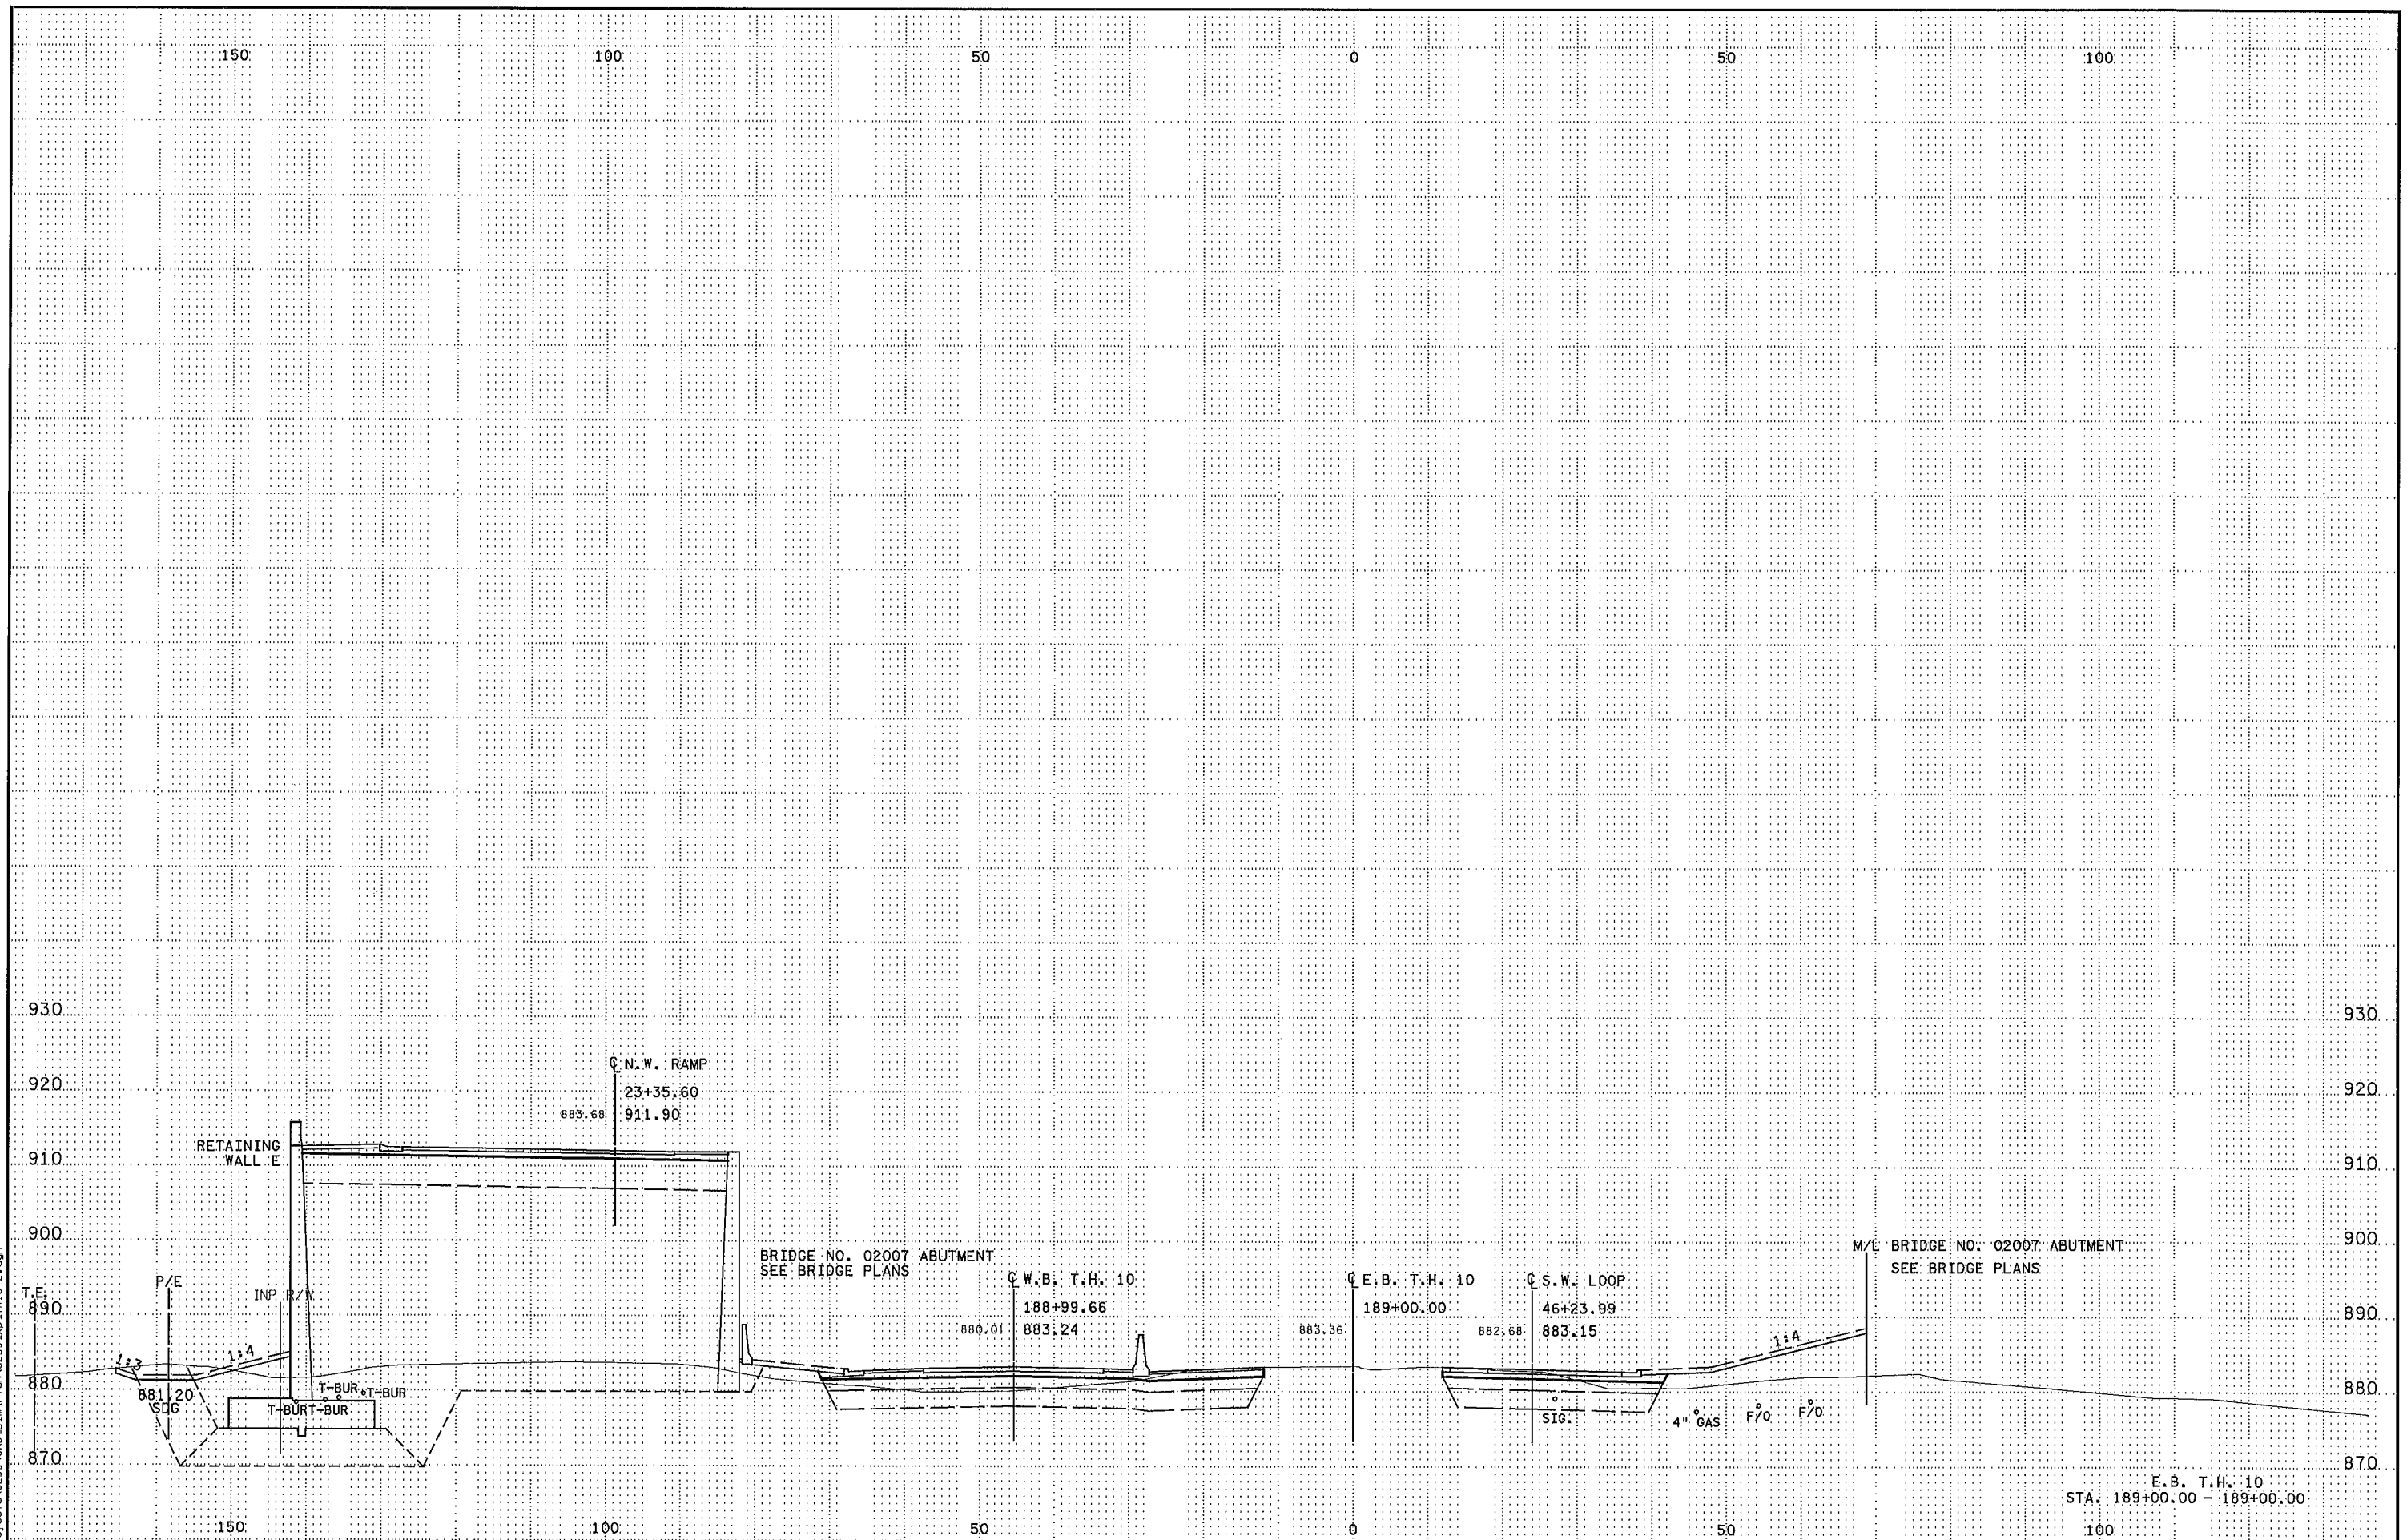 150 100 50 0 50 100
930 930
℄ N.W. RAMP
920 23+35.60 920
883.68 911.90
RETAINING
WALL E
910 910
900 900
BRIDGE NO. 02007 ABUTMENT
SEE BRIDGE PLANS
M/L BRIDGE NO. 02007 ABUTMENT
SEE BRIDGE PLANS
T.E. P/E INP R/W
℄ W.B. T.H. 10
188+99.66
880.01 883.24
℄ E.B. T.H. 10
189+00.00
883.36
℄ S.W. LOOP
46+23.99
882.68 883.15
890 890
1:3 1:4 1:4
880 880
881.20
SDG
T-BUR T-BUR
T-BUR T-BUR
SIG. 4" GAS F/O F/O
870 870
E.B. T.H. 10
STA. 189+00.00 - 189+00.00
150 100 50 0 50 100